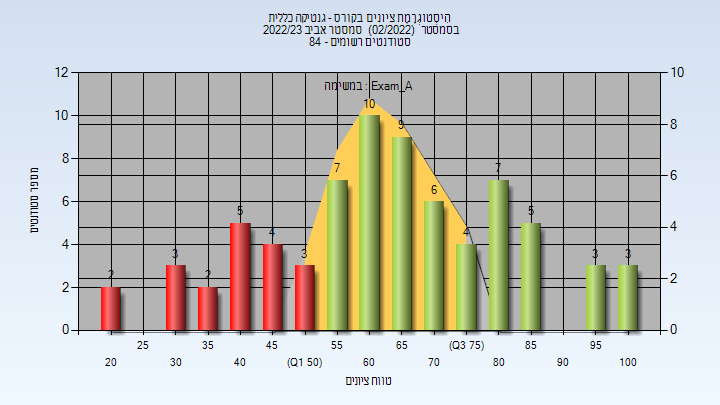 היסטוגרמת ציונים בקורס - גנטיקה כללית
בסמסטר (02/2022) סמסטר אביב 2022/23
סטודנטים רשומים - 84
במשימה : Exam_A
מספר סטודנטים
12 10 8 6 4 2 0
10 8 6 4 2 0
2 3 2 5 4 3 7 10 9 6 4 7 5 3 3
25 35 45 55 65 (Q3 75) 85 95
20 30 40 (Q1 50) 60 70 80 90 100
טווח ציונים